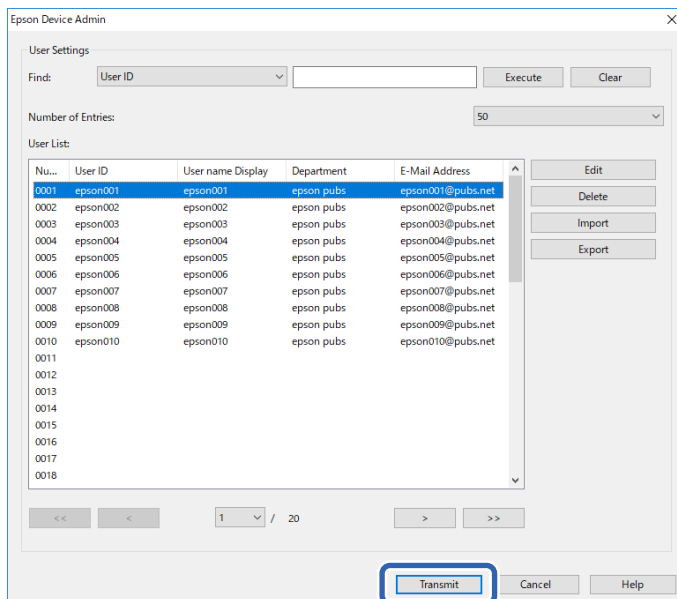 Epson Device Admin
User Settings
Find: User ID Execute Clear
Number of Entries: 50
User List:
Nu... User ID User name Display Department E-Mail Address
0001 epson001 epson001 epson pubs epson001@pubs.net
0002 epson002 epson002 epson pubs epson002@pubs.net
0003 epson003 epson003 epson pubs epson003@pubs.net
0004 epson004 epson004 epson pubs epson004@pubs.net
0005 epson005 epson005 epson pubs epson005@pubs.net
0006 epson006 epson006 epson pubs epson006@pubs.net
0007 epson007 epson007 epson pubs epson007@pubs.net
0008 epson008 epson008 epson pubs epson008@pubs.net
0009 epson009 epson009 epson pubs epson009@pubs.net
0010 epson010 epson010 epson pubs epson010@pubs.net
0011
0012
0013
0014
0015
0016
0017
0018
Edit
Delete
Import
Export
<< < 1 / 20 > >>
Transmit Cancel Help